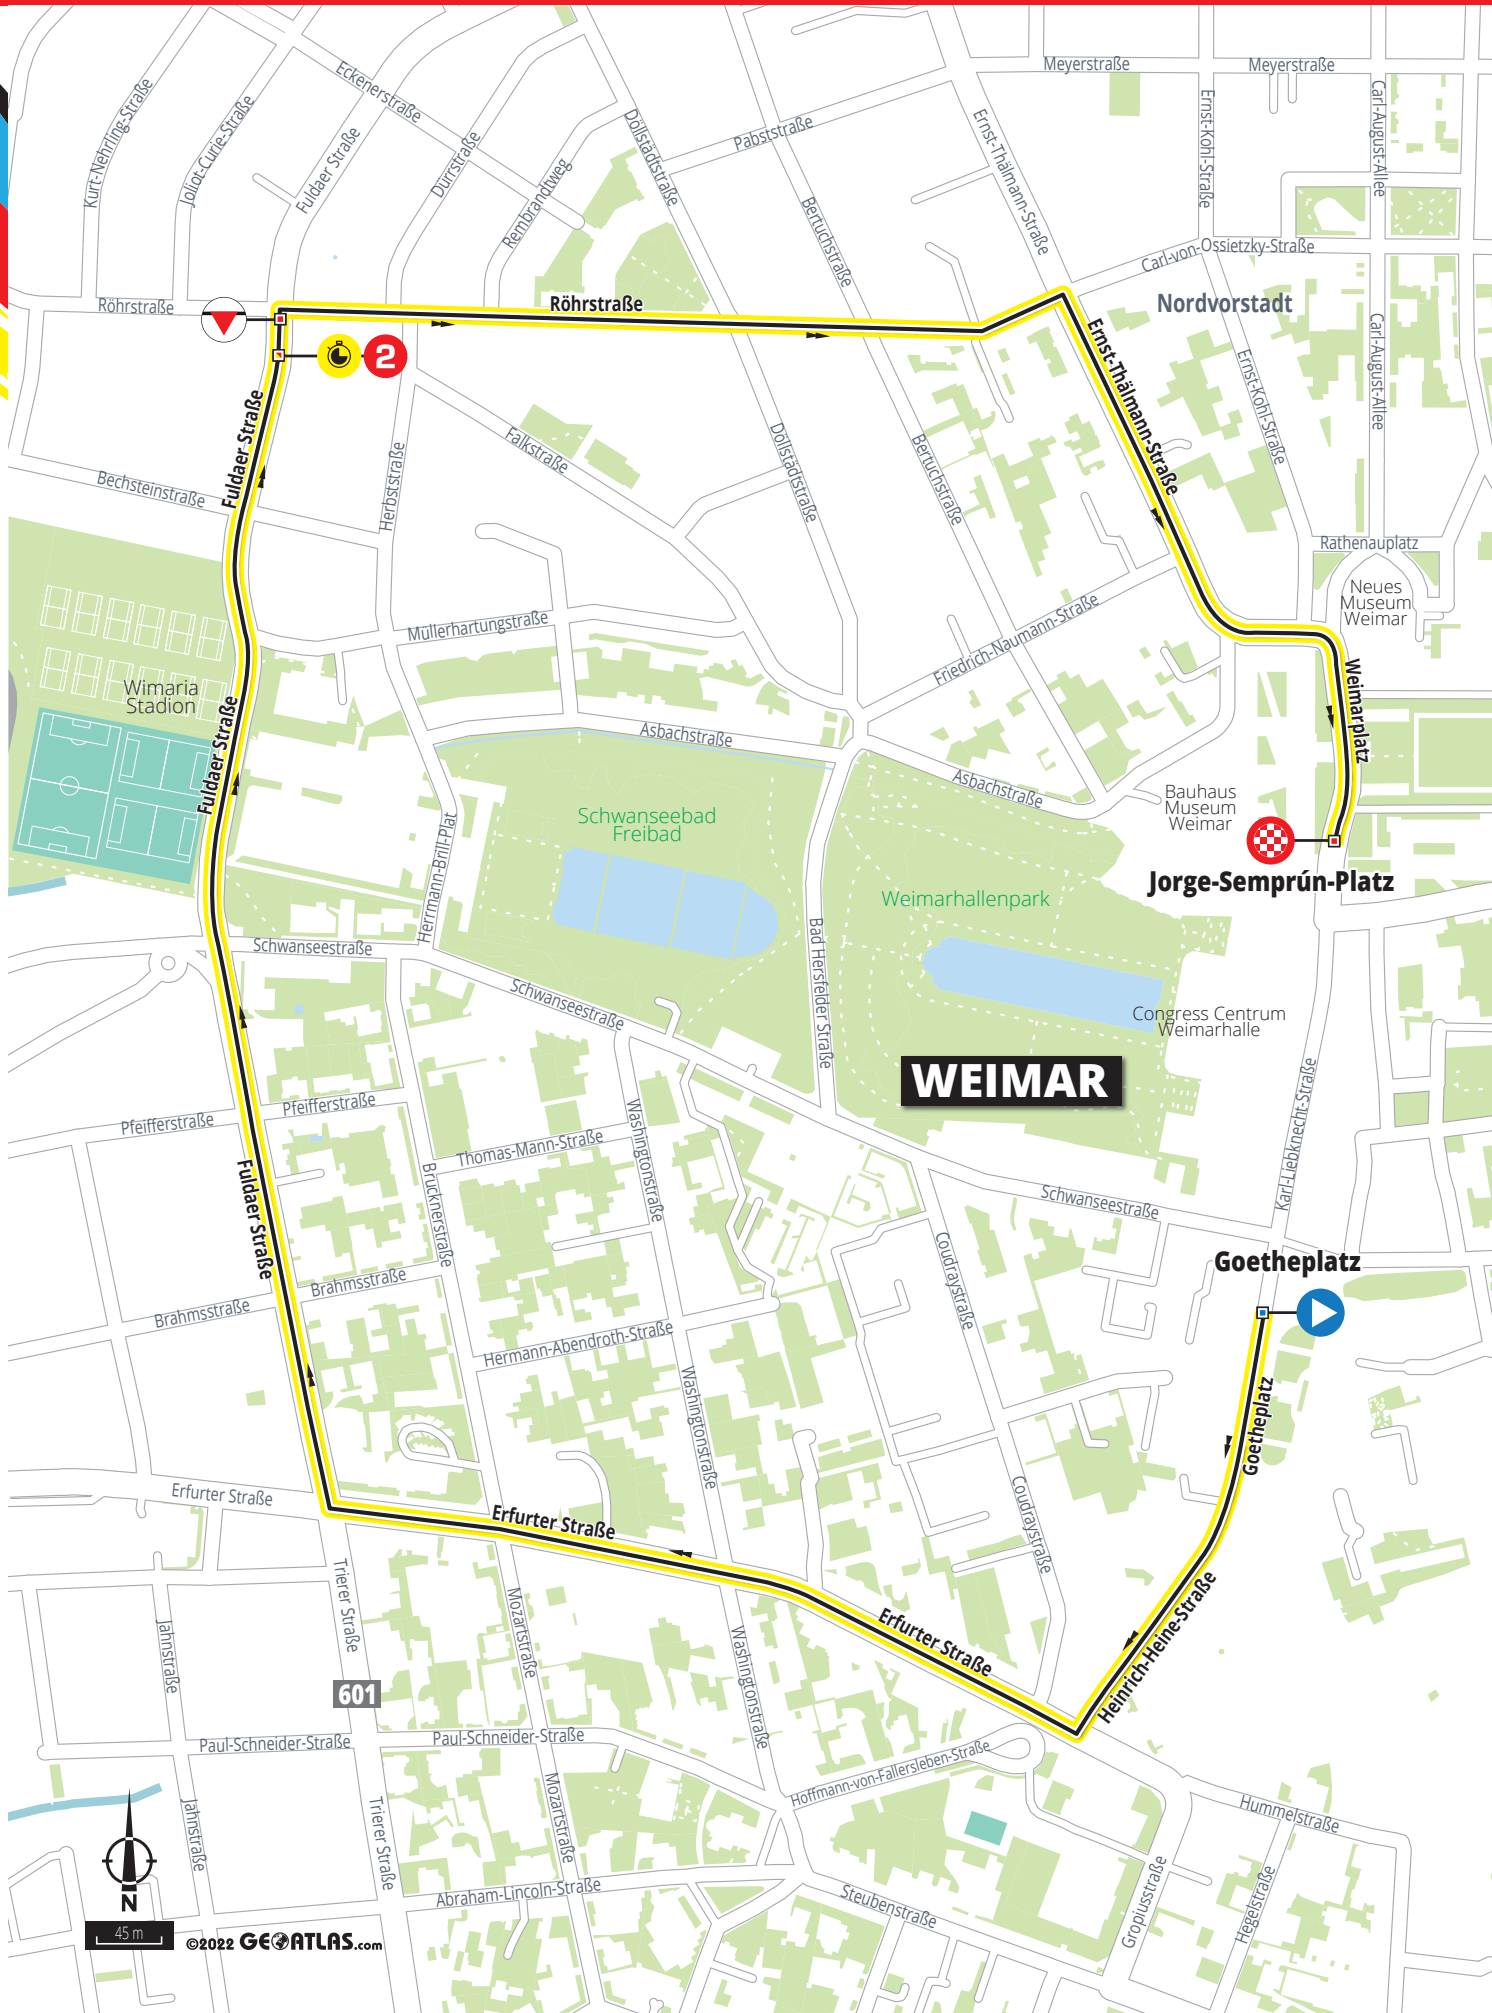 Meyerstraße
Meyerstraße
Eckenerstraße
Kurt-Nehrling-Straße
Joliot-Curie-Straße
Fuldaer Straße
Dürrstraße
Rembrandtweg
Döllstädtstraße
Pabststraße
Ernst-Thälmann-Straße
Ernst-Kohl-Straße
Carl-August-Allee
Bertuchstraße
Carl-von-Ossietzky-Straße
Röhrstraße
Röhrstraße
Nordvorstadt
2
Ernst-Thälmann-Straße
Ernst-Kohl-Straße
Carl-August-Allee
Fuldaer Straße
Bechsteinstraße
Herbststraße
Falkstraße
Döllstädtstraße
Bertuchstraße
Rathenauplatz
Neues
Museum
Weimar
Müllerhartungstraße
Friedrich-Naumann-Straße
Weimarplatz
Wimaria
Stadion
Fuldaer Straße
Asbachstraße
Asbachstraße
Bauhaus
Museum
Weimar
Schwanseebad
Freibad
Herrmann-Brill-Plat
Jorge-Semprún-Platz
Weimarhallenpark
Schwanseestraße
Bad Hersfelder Straße
Schwanseestraße
Congress Centrum
Weimarhalle
WEIMAR
Karl-Liebknecht-Straße
Pfeifferstraße
Pfeifferstraße
Thomas-Mann-Straße
Washingtonstraße
Fuldaer Straße
Brucknerstraße
Schwanseestraße
Coudraystraße
Goetheplatz
Brahmsstraße
Brahmsstraße
Hermann-Abendroth-Straße
Washingtonstraße
Goetheplatz
Erfurter Straße
Erfurter Straße
Coudraystraße
Heinrich-Heine-Straße
Trierer Straße
Mozartstraße
Jahnstraße
Washingtonstraße
Erfurter Straße
601
Paul-Schneider-Straße
Paul-Schneider-Straße
Hoffmann-von-Fallersleben-Straße
Jahnstraße
Trierer Straße
Mozartstraße
Hummelstraße
N
Abraham-Lincoln-Straße
Steubenstraße
Gropiusstraße
Hegelstraße
45 m
©2022 GEOATLAS.com